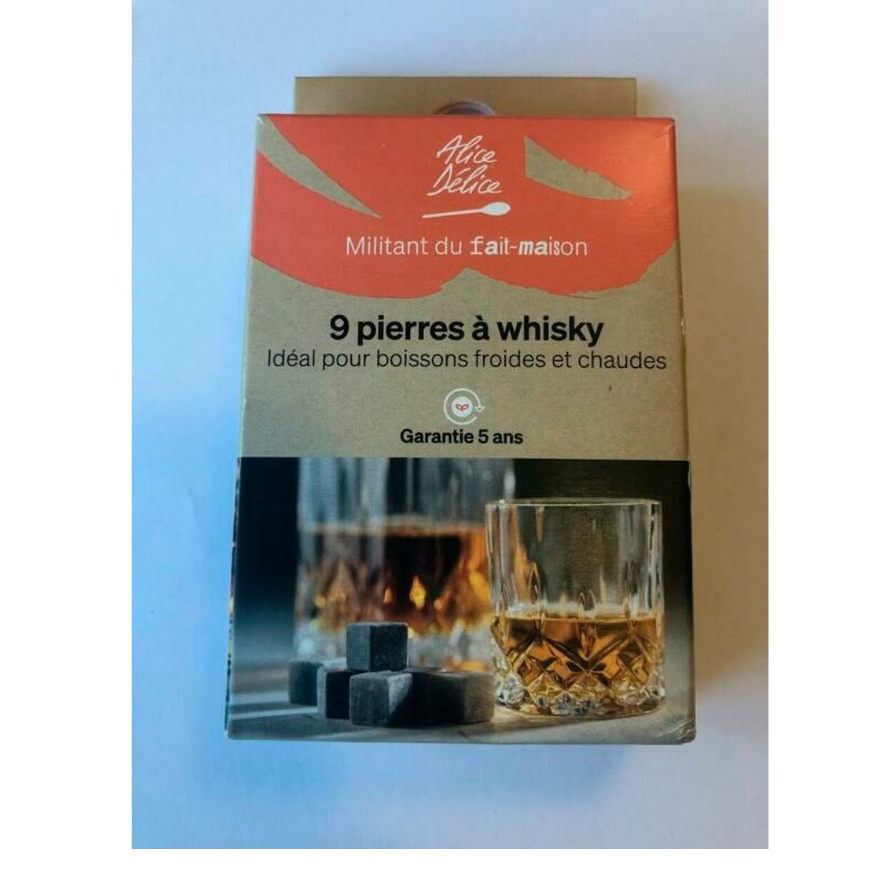 Alice
Délice
Militant du fait-maison
9 pierres à whisky
Idéal pour boissons froides et chaudes
Garantie 5 ans